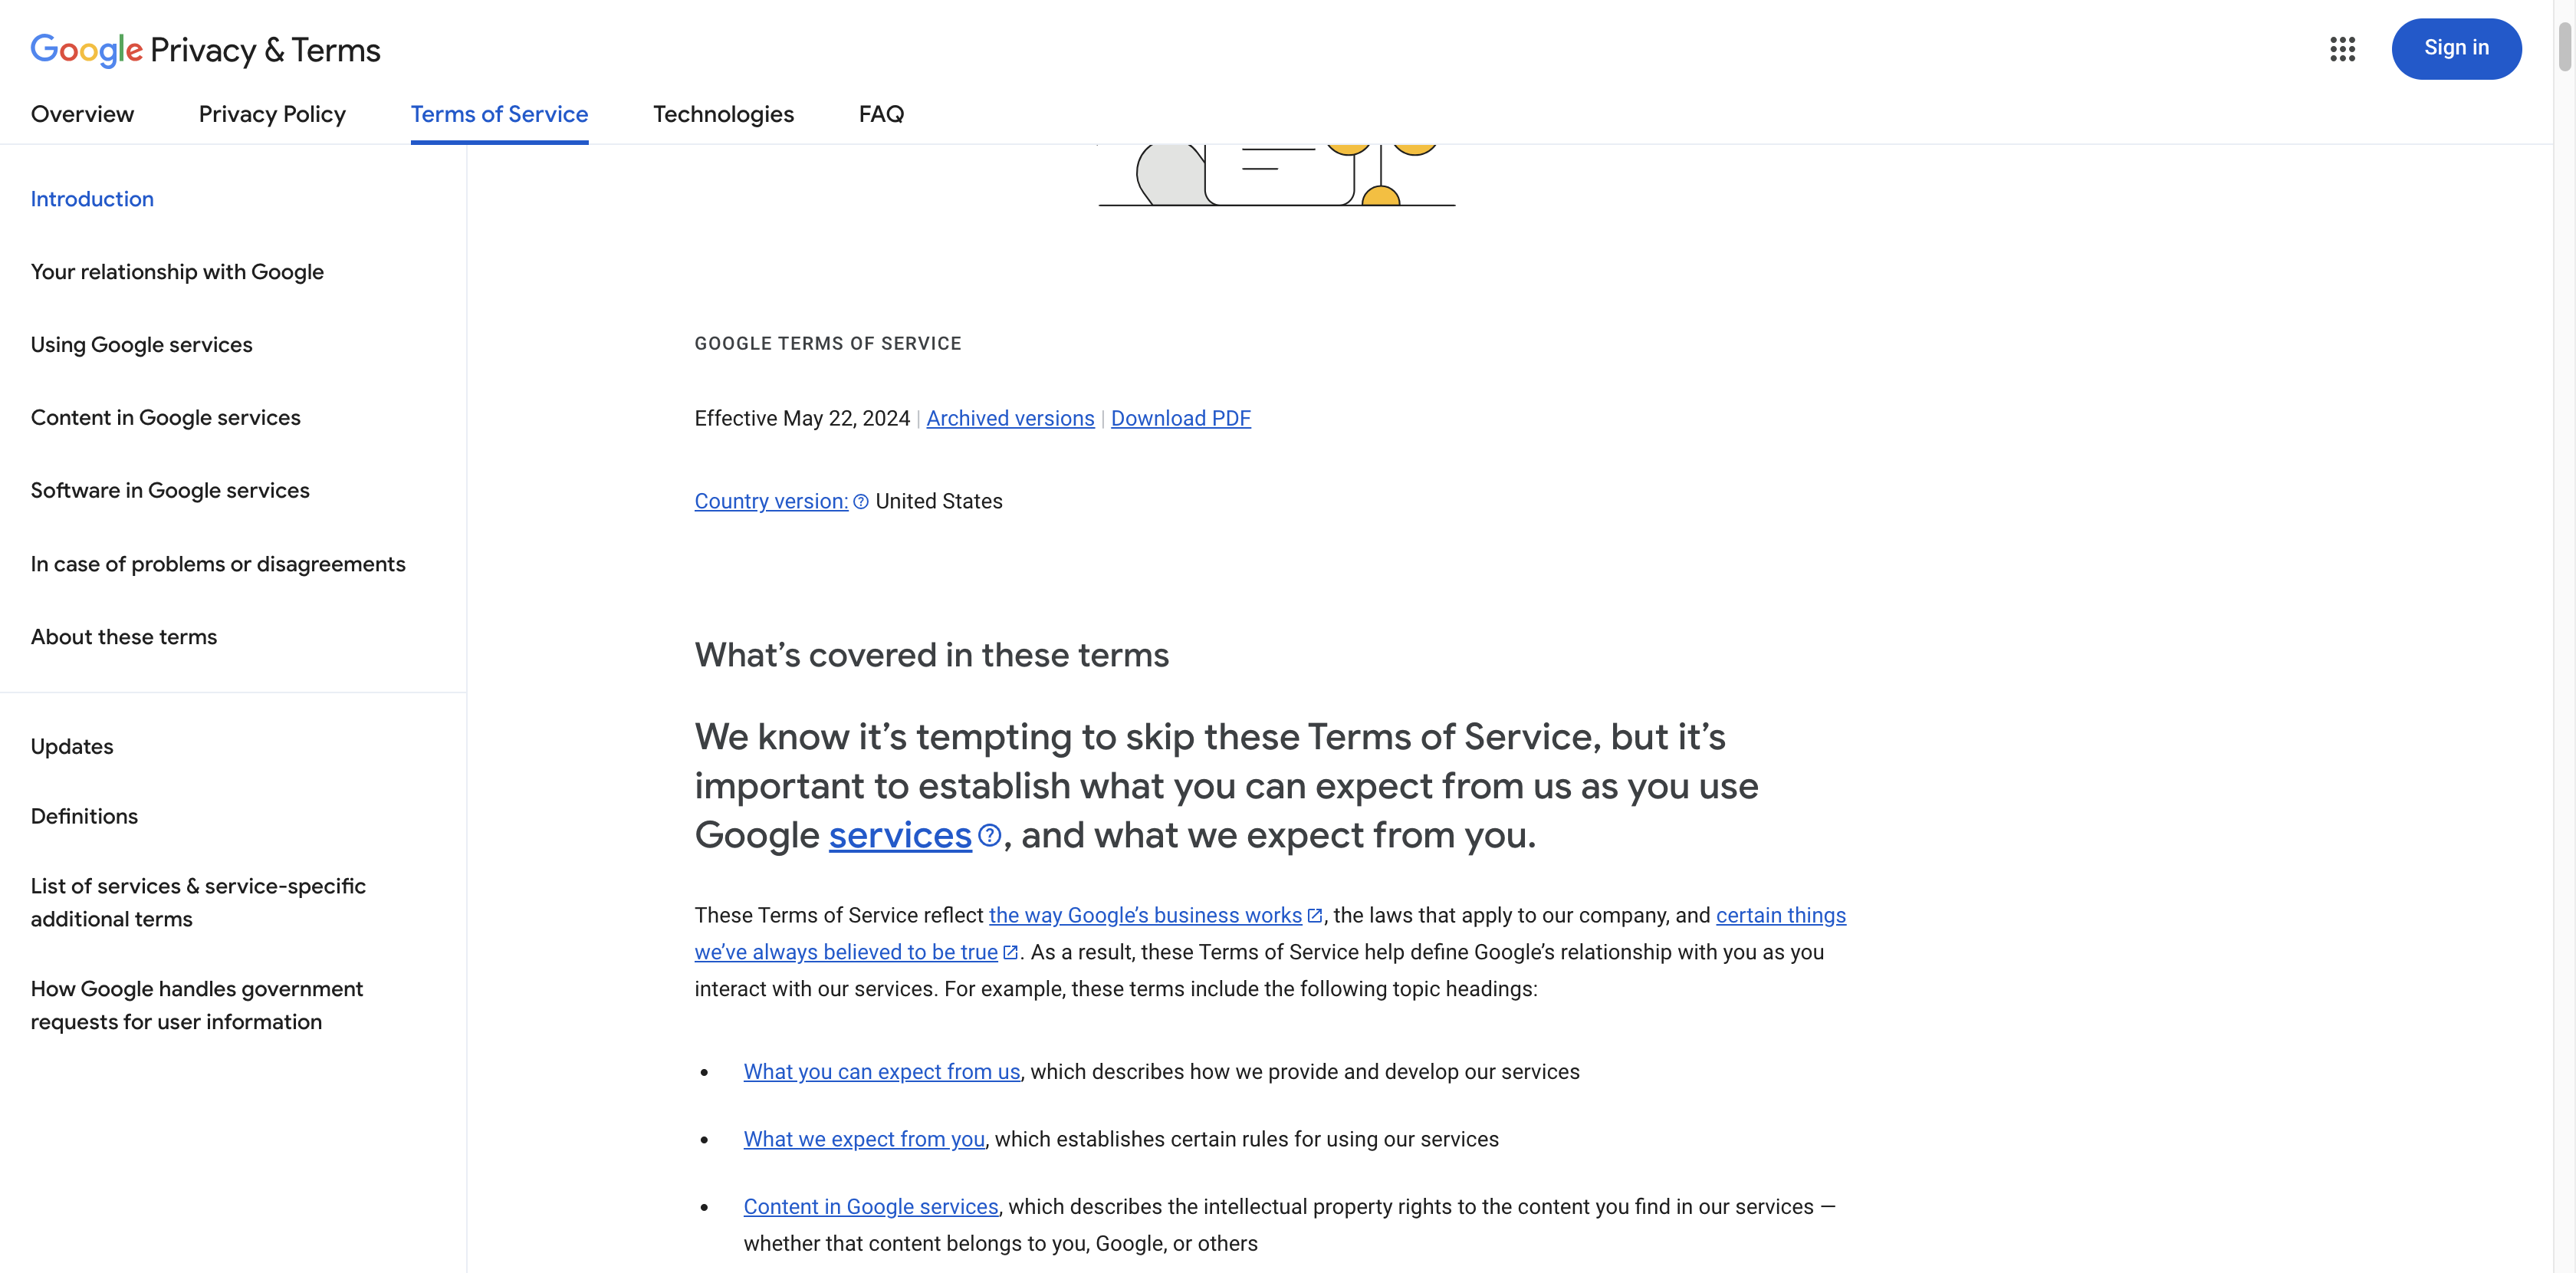 Google Privacy & Terms
Sign in
Overview
Privacy Policy
Terms of Service
Technologies
FAQ
Introduction
Your relationship with Google
Using Google services
Content in Google services
Software in Google services
In case of problems or disagreements
About these terms
Updates
Definitions
List of services & service-specific
additional terms
How Google handles government
requests for user information
GOOGLE TERMS OF SERVICE
Effective May 22, 2024 | Archived versions | Download PDF
Country version: United States
What’s covered in these terms
We know it’s tempting to skip these Terms of Service, but it’s
important to establish what you can expect from us as you use
Google services, and what we expect from you.
These Terms of Service reflect the way Google’s business works, the laws that apply to our company, and certain things
we’ve always believed to be true. As a result, these Terms of Service help define Google’s relationship with you as you
interact with our services. For example, these terms include the following topic headings:
• What you can expect from us, which describes how we provide and develop our services
• What we expect from you, which establishes certain rules for using our services
• Content in Google services, which describes the intellectual property rights to the content you find in our services —
whether that content belongs to you, Google, or others